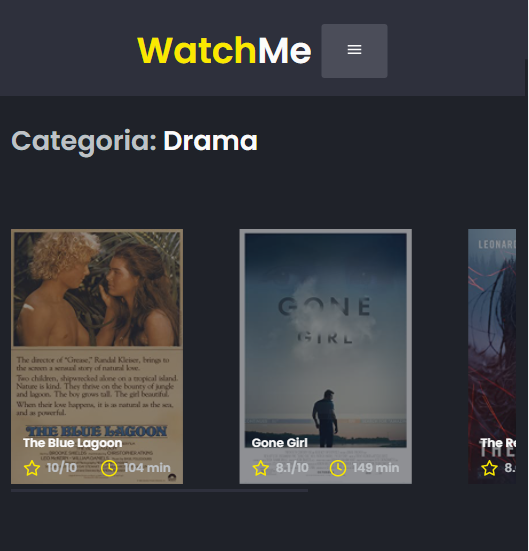 WatchMe
Categoria: Drama
The director of "Grease," Randal Kleiser, brings to
the screen a sensual story of natural love.
Two children, shipwrecked alone on a tropical island.
Nature is kind. They thrive on the bounty of jungle
and lagoon. The boy grows tall. The girl beautiful.
When their love happens, it is as natural as the sea,
and as powerful.
THE BLUE LAGOON
The Blue Lagoon
10/10 104 min
GONE
GIRL
Gone Girl
8.1/10 149 min
LEONAR
THE
The Re
8.